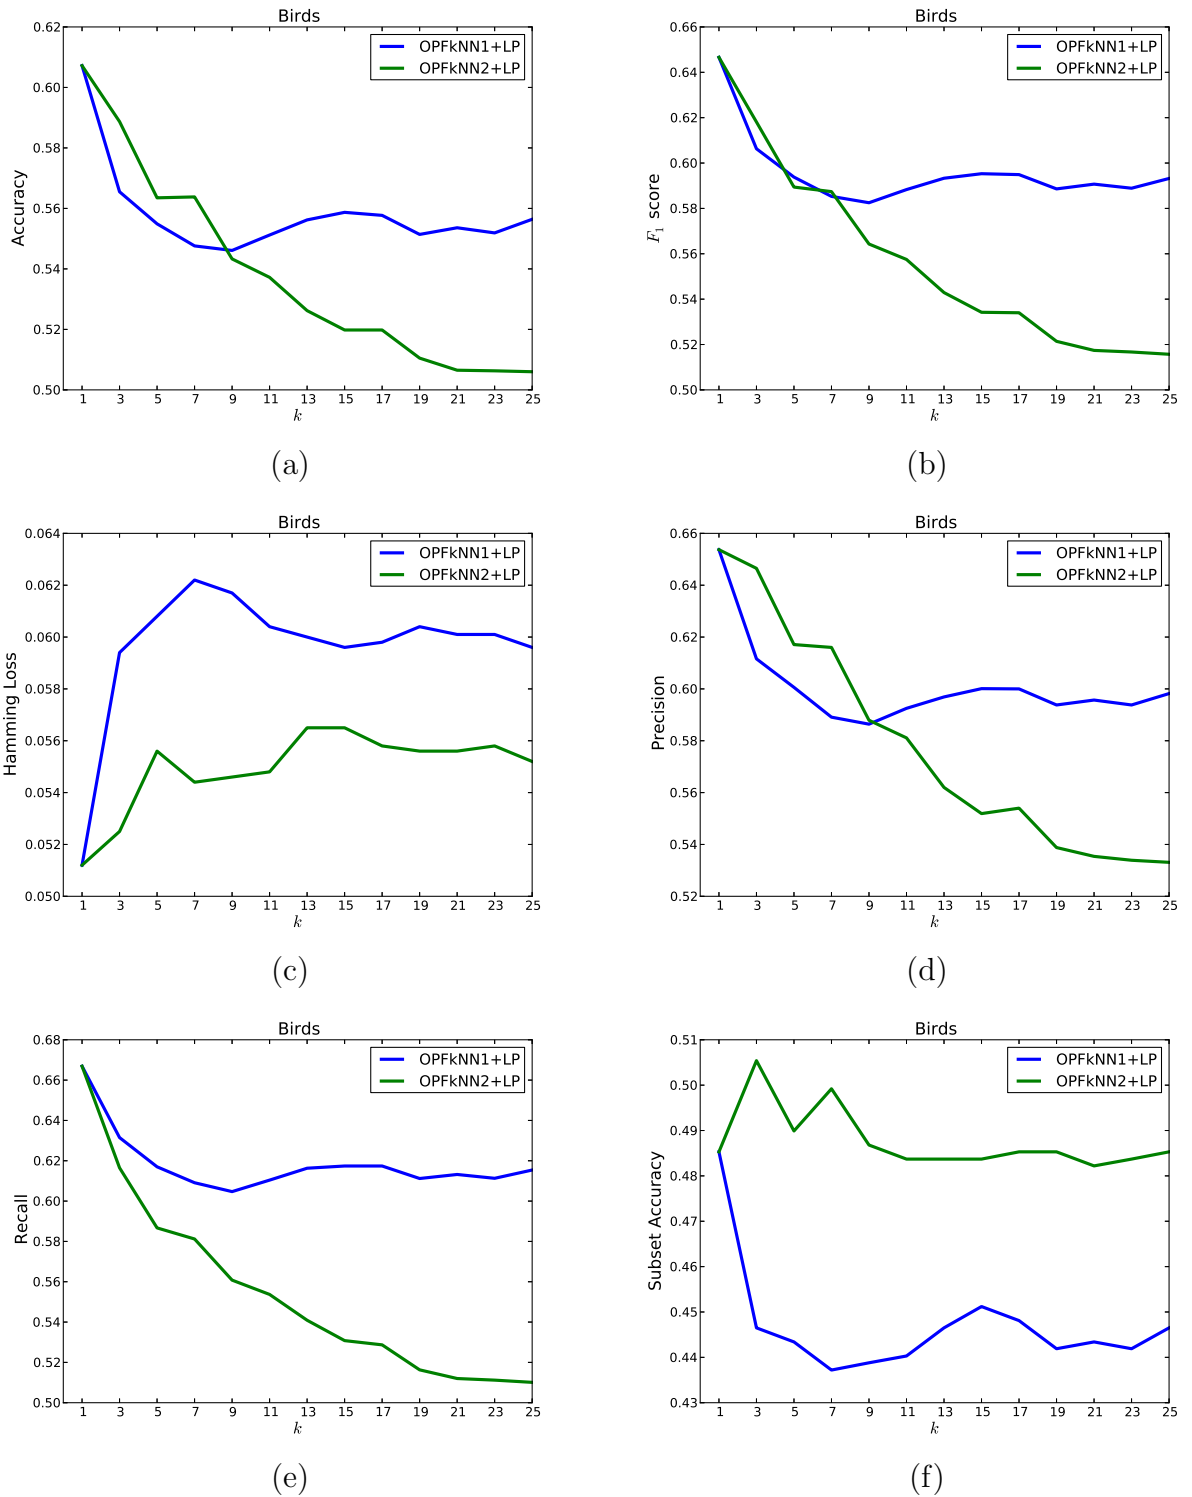 Birds
0.62
0.60
0.58
0.56
0.54
0.52
0.50
Accuracy
OPFkNN1+LP
OPFkNN2+LP
1 3 5 7 9 11 13 15 17 19 21 23 25
k
(a)
Birds
0.66
0.64
0.62
0.60
0.58
0.56
0.54
0.52
0.50
F1 score
OPFkNN1+LP
OPFkNN2+LP
1 3 5 7 9 11 13 15 17 19 21 23 25
k
(b)
Birds
0.064
0.062
0.060
0.058
0.056
0.054
0.052
0.050
Hamming Loss
OPFkNN1+LP
OPFkNN2+LP
1 3 5 7 9 11 13 15 17 19 21 23 25
k
(c)
Birds
0.66
0.64
0.62
0.60
0.58
0.56
0.54
0.52
Precision
OPFkNN1+LP
OPFkNN2+LP
1 3 5 7 9 11 13 15 17 19 21 23 25
k
(d)
Birds
0.68
0.66
0.64
0.62
0.60
0.58
0.56
0.54
0.52
0.50
Recall
OPFkNN1+LP
OPFkNN2+LP
1 3 5 7 9 11 13 15 17 19 21 23 25
k
(e)
Birds
0.51
0.50
0.49
0.48
0.47
0.46
0.45
0.44
0.43
Subset Accuracy
OPFkNN1+LP
OPFkNN2+LP
1 3 5 7 9 11 13 15 17 19 21 23 25
k
(f)